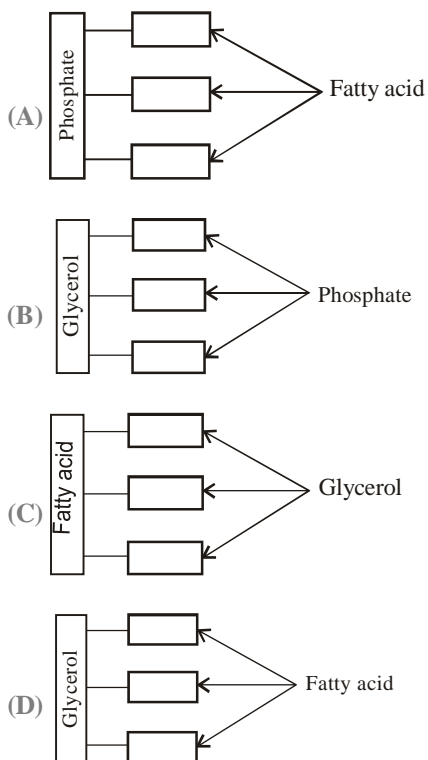 (A) Phosphate Fatty acid
(B) Glycerol Phosphate
(C) Fatty acid Glycerol
(D) Glycerol Fatty acid